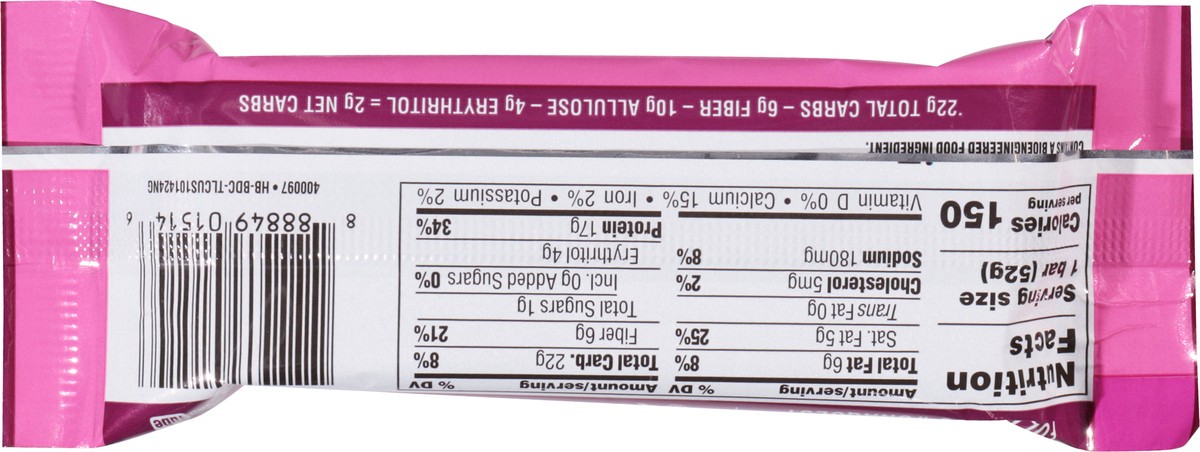 Nutrition
Facts
Serving size
1 bar (52g)
Calories 150
per serving
Amount/serving % DV
Total Fat 6g 8%
Sat. Fat 5g 25%
Trans Fat 0g
Cholesterol 5mg 2%
Sodium 180mg 8%
Amount/serving % DV
Total Carb. 22g 8%
Fiber 6g 21%
Total Sugars 1g
Incl. 0g Added Sugars 0%
Erythritol 4g
Protein 17g 34%
Vitamin D 0% • Calcium 15% • Iron 2% • Potassium 2%
8 88849 01514 6
400097 • HB-BDC-TLCUS101424NG
CONTAINS A BIOENGINEERED FOOD INGREDIENT.
*22g TOTAL CARBS – 6g FIBER – 10g ALLULOSE – 4g ERYTHRITOL = 2g NET CARBS